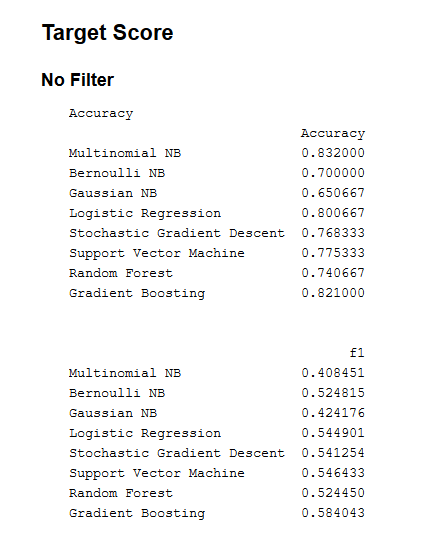 Target Score
No Filter
Accuracy
Accuracy
Multinomial NB 0.832000
Bernoulli NB 0.700000
Gaussian NB 0.650667
Logistic Regression 0.800667
Stochastic Gradient Descent 0.768333
Support Vector Machine 0.775333
Random Forest 0.740667
Gradient Boosting 0.821000
f1
Multinomial NB 0.408451
Bernoulli NB 0.524815
Gaussian NB 0.424176
Logistic Regression 0.544901
Stochastic Gradient Descent 0.541254
Support Vector Machine 0.546433
Random Forest 0.524450
Gradient Boosting 0.584043